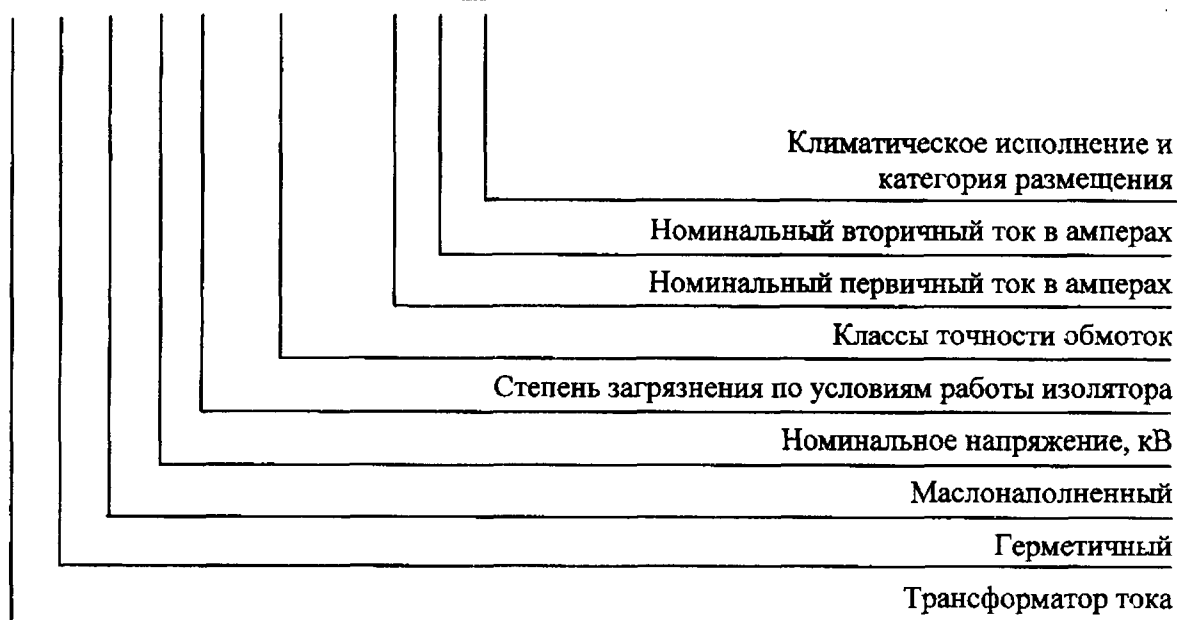 Климатическое исполнение и
категория размещения
Номинальный вторичный ток в амперах
Номинальный первичный ток в амперах
Классы точности обмоток
Степень загрязнения по условиям работы изолятора
Номинальное напряжение, кВ
Маслонаполненный
Герметичный
Трансформатор тока